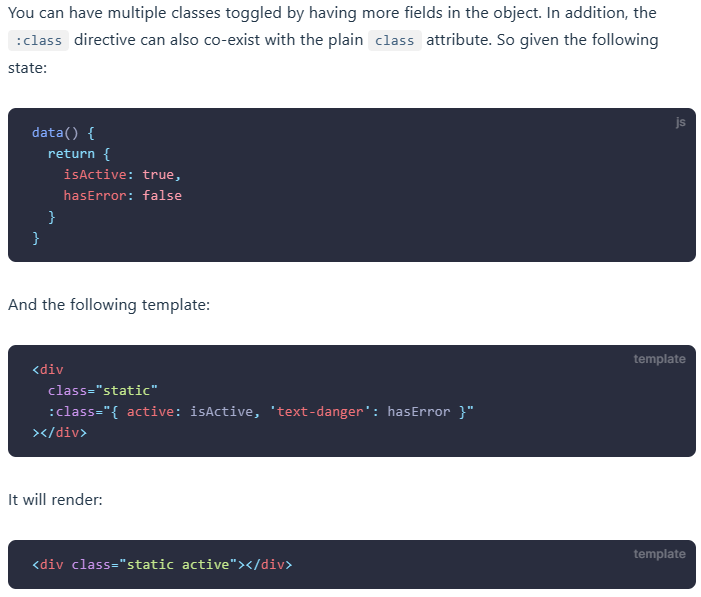 You can have multiple classes toggled by having more fields in the object. In addition, the
:class directive can also co-exist with the plain class attribute. So given the following
state:
js
data() {
  return {
    isActive: true,
    hasError: false
  }
}
And the following template:
template
<div
  class="static"
  :class="{ active: isActive, 'text-danger': hasError }"
></div>
It will render:
template
<div class="static active"></div>